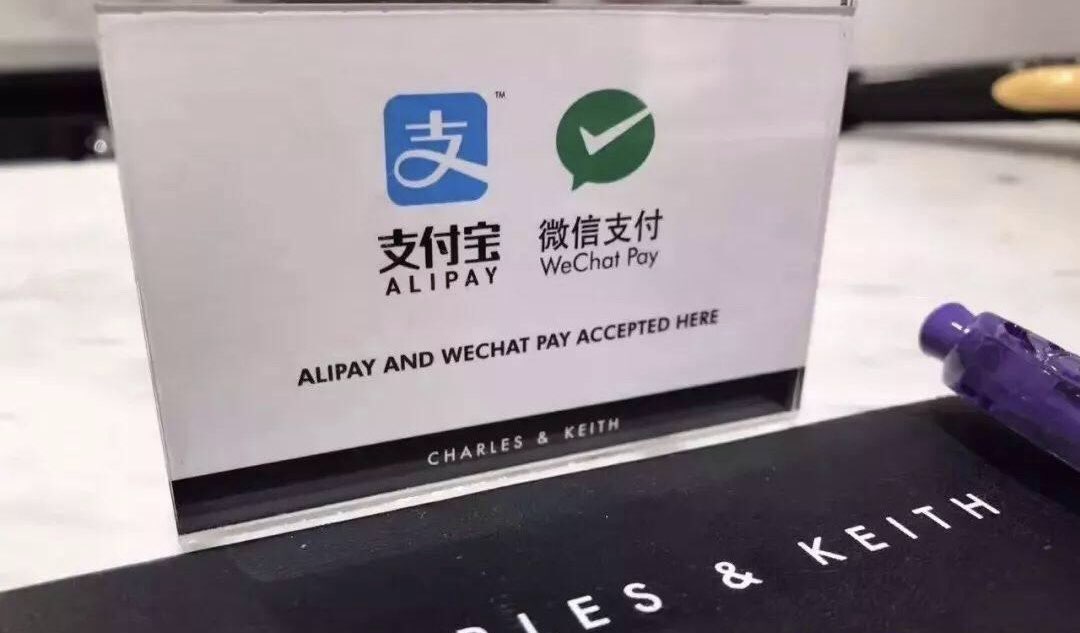 支
TM
支付宝
ALIPAY
微信支付
WeChat Pay
ALIPAY AND WECHAT PAY ACCEPTED HERE
CHARLES & KEITH
& KEITH